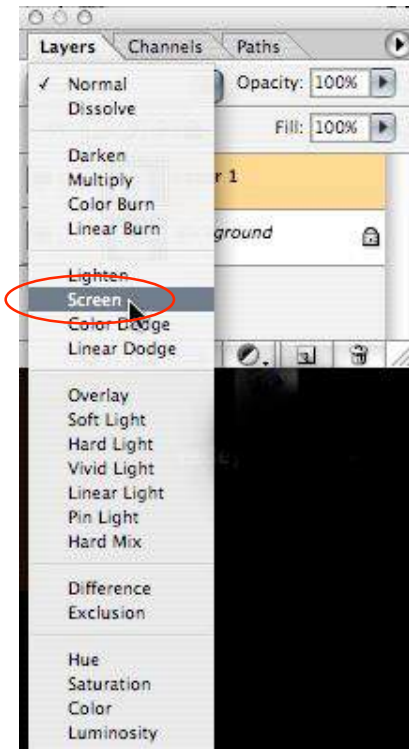 Layers Channels Paths
✓ Normal
Opacity: 100%
Dissolve
Fill: 100%
Darken
Multiply
r 1
Color Burn
Linear Burn
ground
Lighten
Screen
Color Dodge
Linear Dodge
Overlay
Soft Light
Hard Light
Vivid Light
Linear Light
Pin Light
Hard Mix
Difference
Exclusion
Hue
Saturation
Color
Luminosity